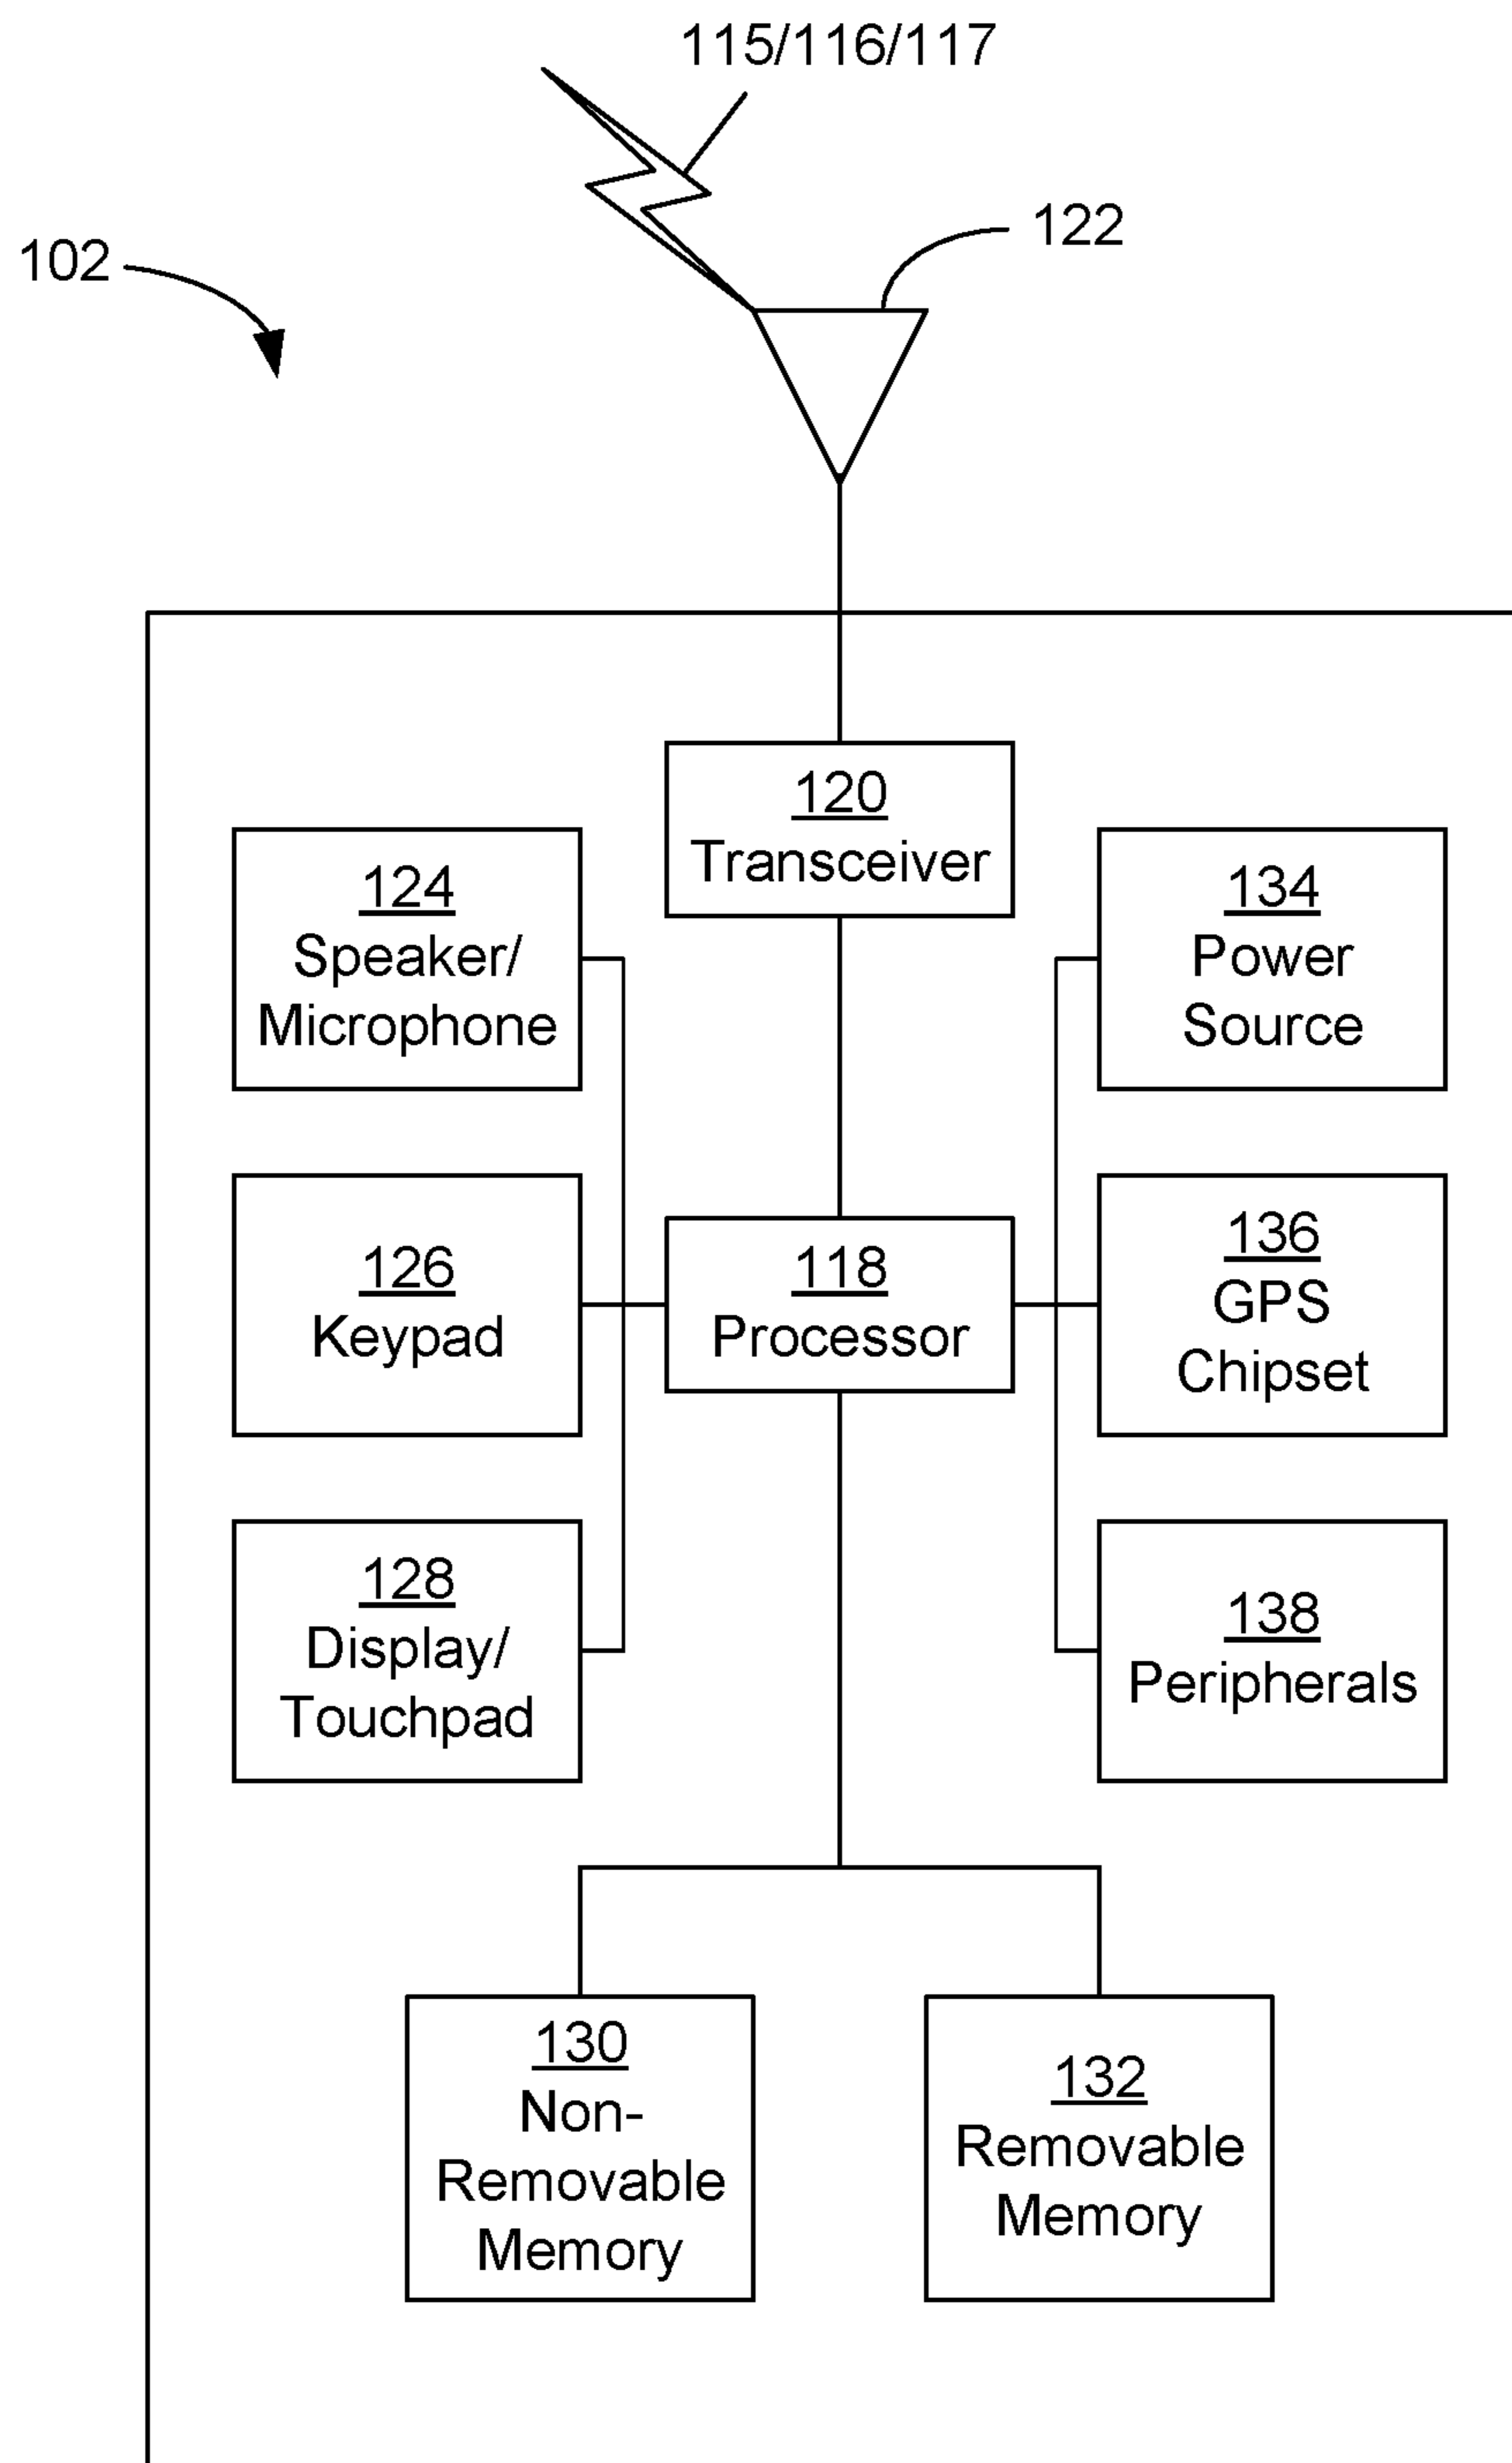 115/116/117
122
102
120
Transceiver
124
Speaker/
Microphone
134
Power
Source
126
Keypad
118
Processor
136
GPS
Chipset
128
Display/
Touchpad
138
Peripherals
130
Non-
Removable
Memory
132
Removable
Memory